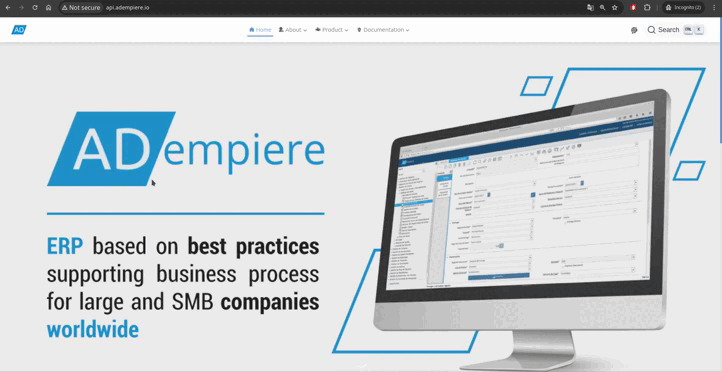 Not secure api.adempiere.io Incognito (2)
AD Home About Product Documentation Search
ADempiere
ERP based on best practices
supporting business process
for large and SMB companies
worldwide